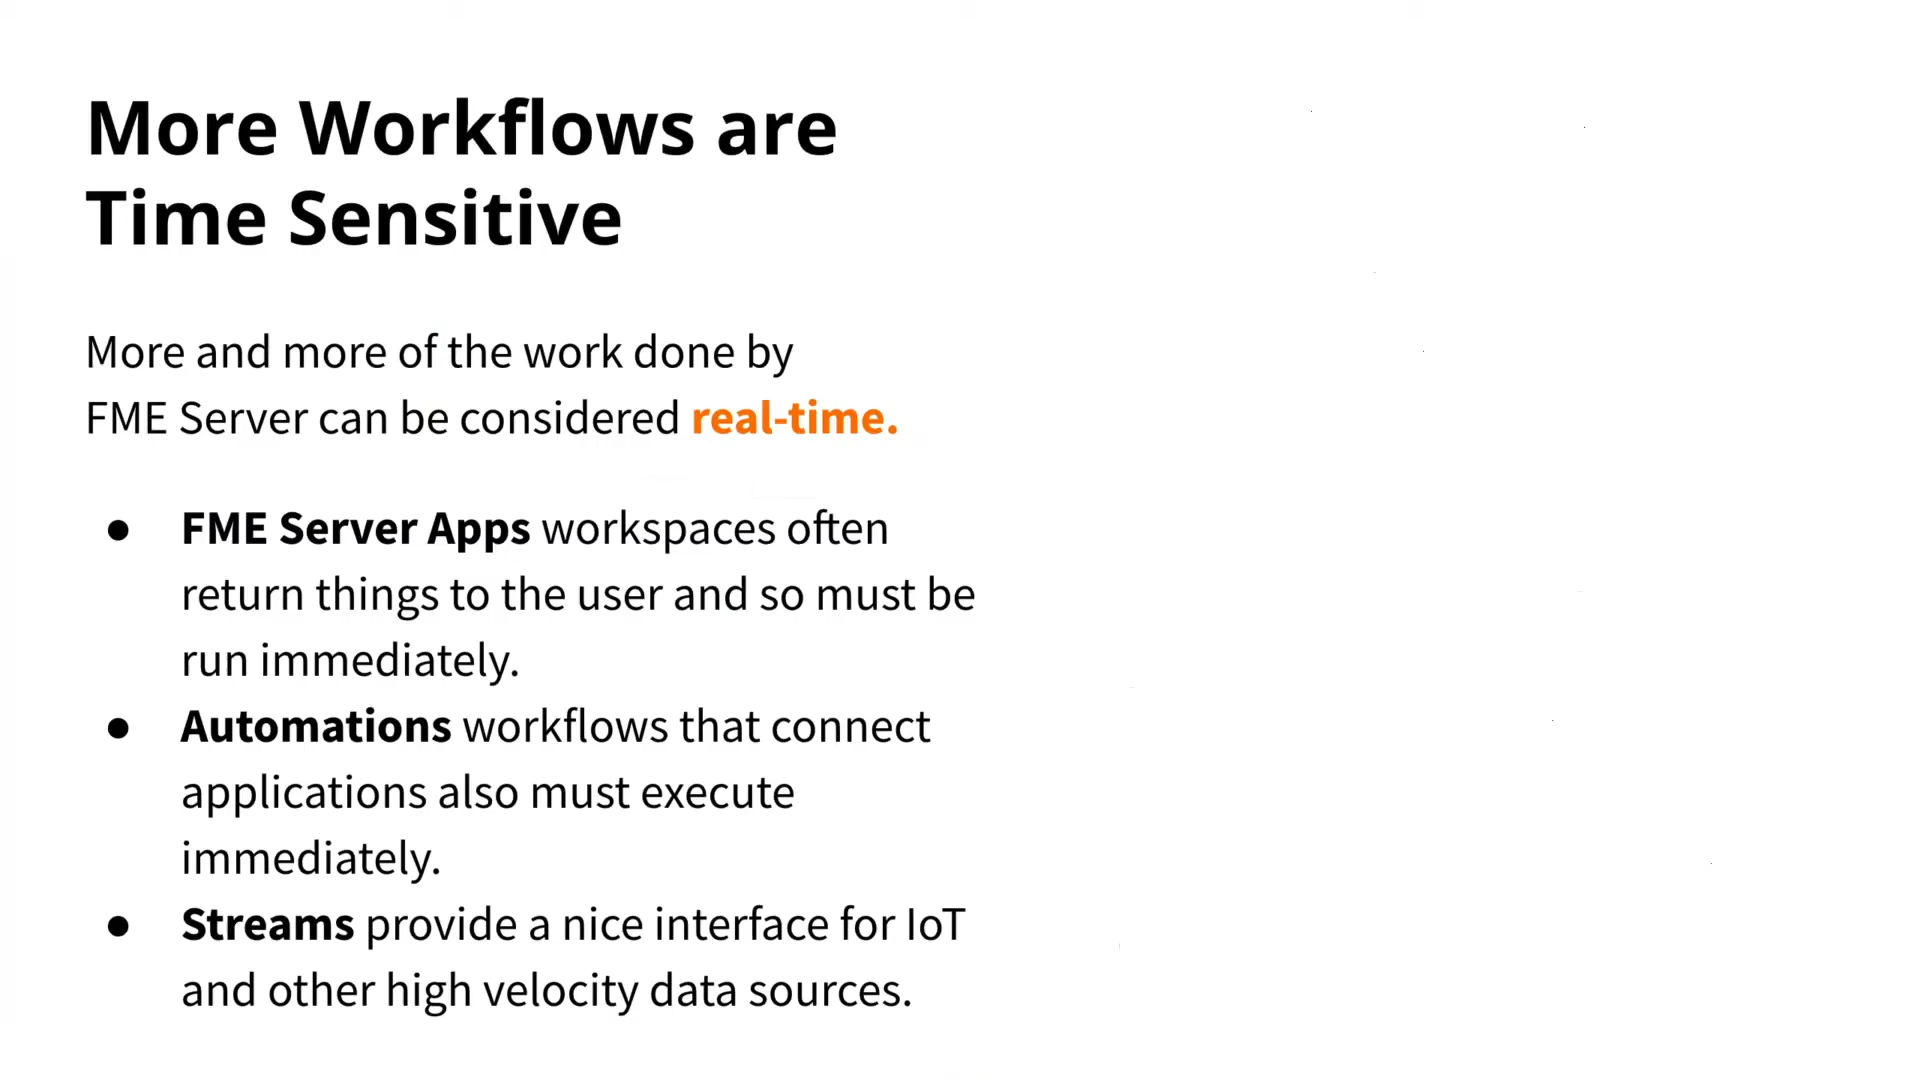 More Workflows are
Time Sensitive
More and more of the work done by
FME Server can be considered real-time.
● FME Server Apps workspaces often
return things to the user and so must be
run immediately.
● Automations workflows that connect
applications also must execute
immediately.
● Streams provide a nice interface for IoT
and other high velocity data sources.